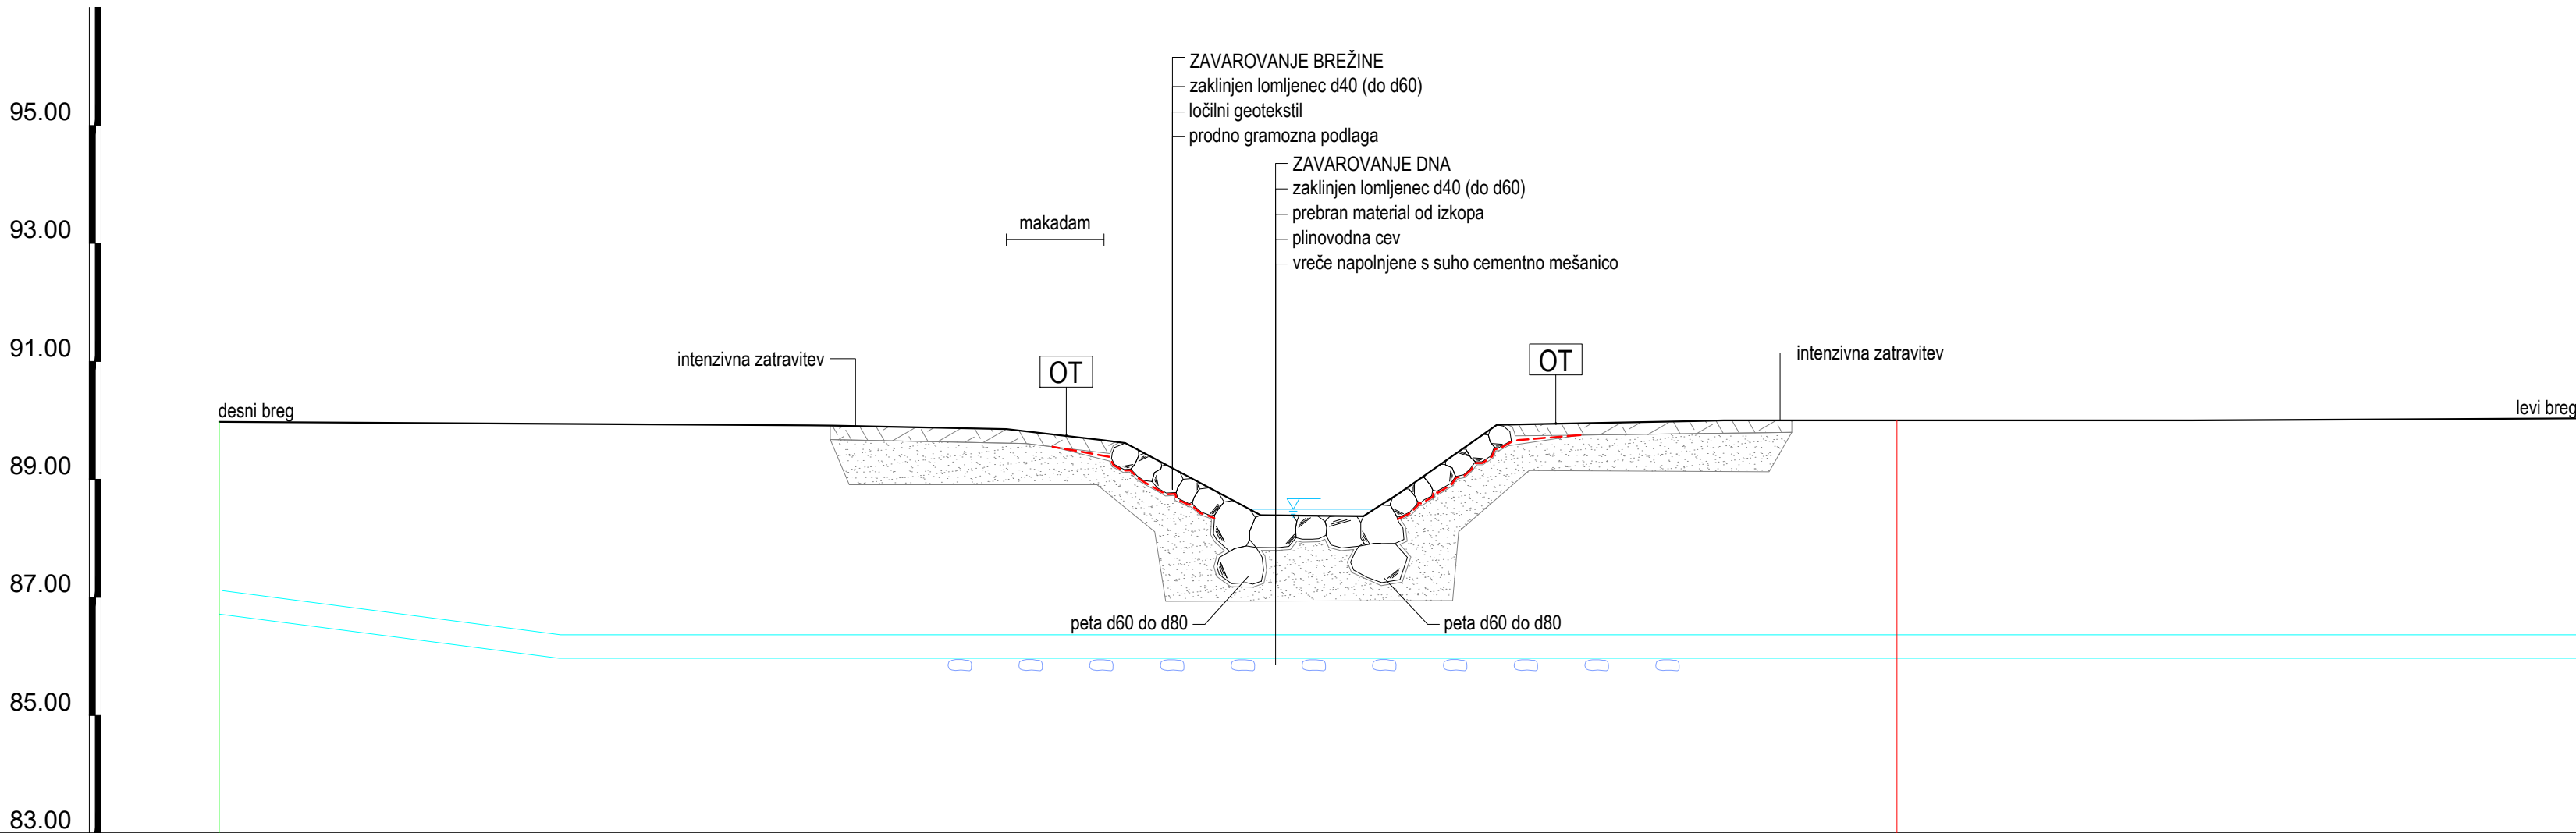 ZAVAROVANJE BREŽINE
zaklinjen lomljenec d40 (do d60)
ločilni geotekstil
prodno gramozna podlaga
ZAVAROVANJE DNA
zaklinjen lomljenec d40 (do d60)
prebran material od izkopa
plinovodna cev
vreče napolnjene s suho cementno mešanico
makadam
intenzivna zatravitev
OT
OT
intenzivna zatravitev
desni breg
levi breg
peta d60 do d80
peta d60 do d80
95.00
93.00
91.00
89.00
87.00
85.00
83.00